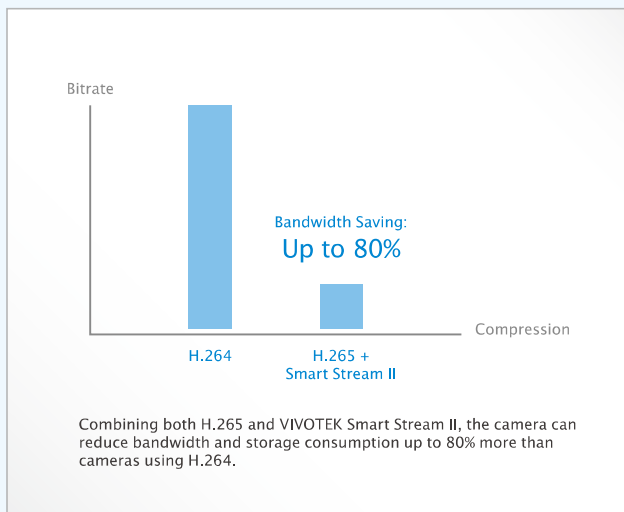 Bitrate
Bandwidth Saving:
Up to 80%
Compression
H.264
H.265 +
Smart Stream II
Combining both H.265 and VIVOTEK Smart Stream II, the camera can
reduce bandwidth and storage consumption up to 80% more than
cameras using H.264.